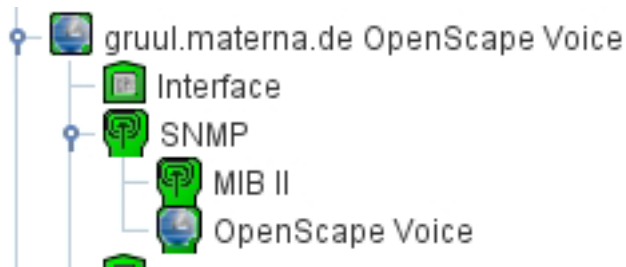 gruul.materna.de OpenScape Voice
Interface
SNMP
MIB II
OpenScape Voice